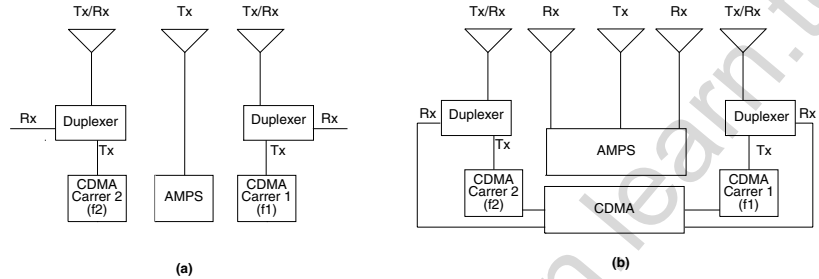 Tx/Rx Tx Tx/Rx
Rx Duplexer Duplexer Rx
Tx Tx
CDMA
Carrer 2
(f2)
AMPS
CDMA
Carrer 1
(f1)
(a)
Tx/Rx Rx Tx Rx Tx/Rx
Rx Duplexer Duplexer Rx
Tx AMPS Tx
CDMA
Carrer 2
(f2)
CDMA
CDMA
Carrer 1
(f1)
(b)
n learn.t